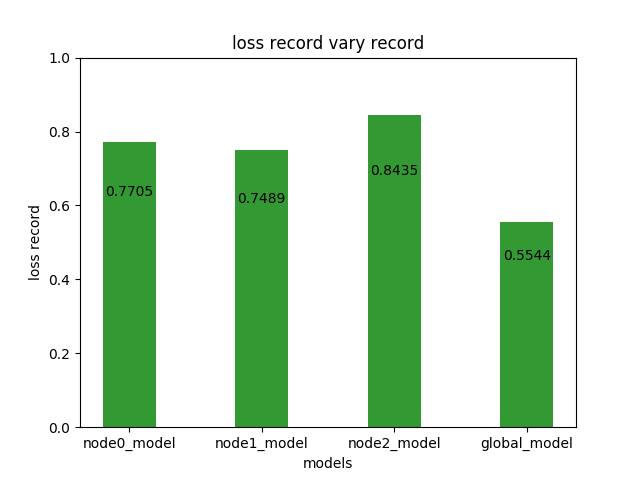 loss record vary record
1.0
0.8
0.6
0.4
0.2
0.0
loss record
0.7705
0.7489
0.8435
0.5544
node0_model
node1_model
node2_model
global_model
models